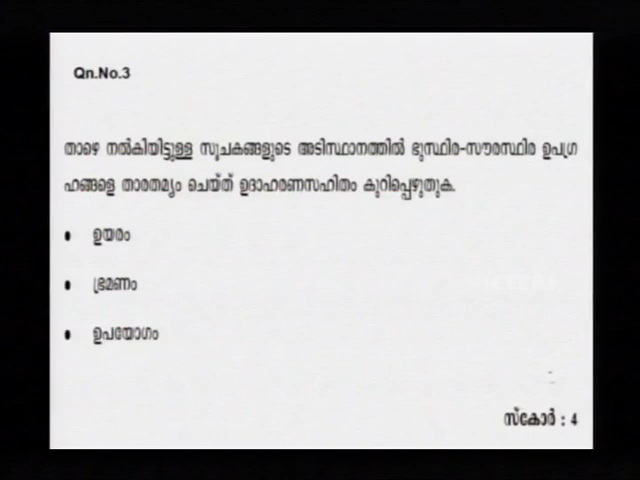 Qn.No.3
താഴെ നൽകിയിട്ടുള്ള സൂചകങ്ങളുടെ അടിസ്ഥാനത്തിൽ ഭൂസ്ഥിര-സൗരസ്ഥിര ഉപഗ്ര
ഹങ്ങളെ താരതമ്യം ചെയ്ത് ഉദാഹരണസഹിതം കുറിപ്പെഴുതുക.
• ഉയരം
• ഭ്രമണം
• ഉപയോഗം
സ്കോർ : 4